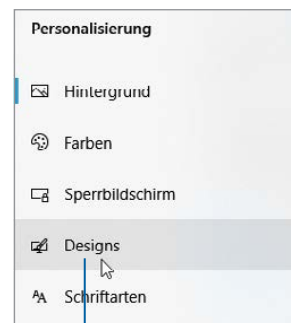 Personalisierung
Hintergrund
Farben
Sperrbildschirm
Designs
Schriftarten